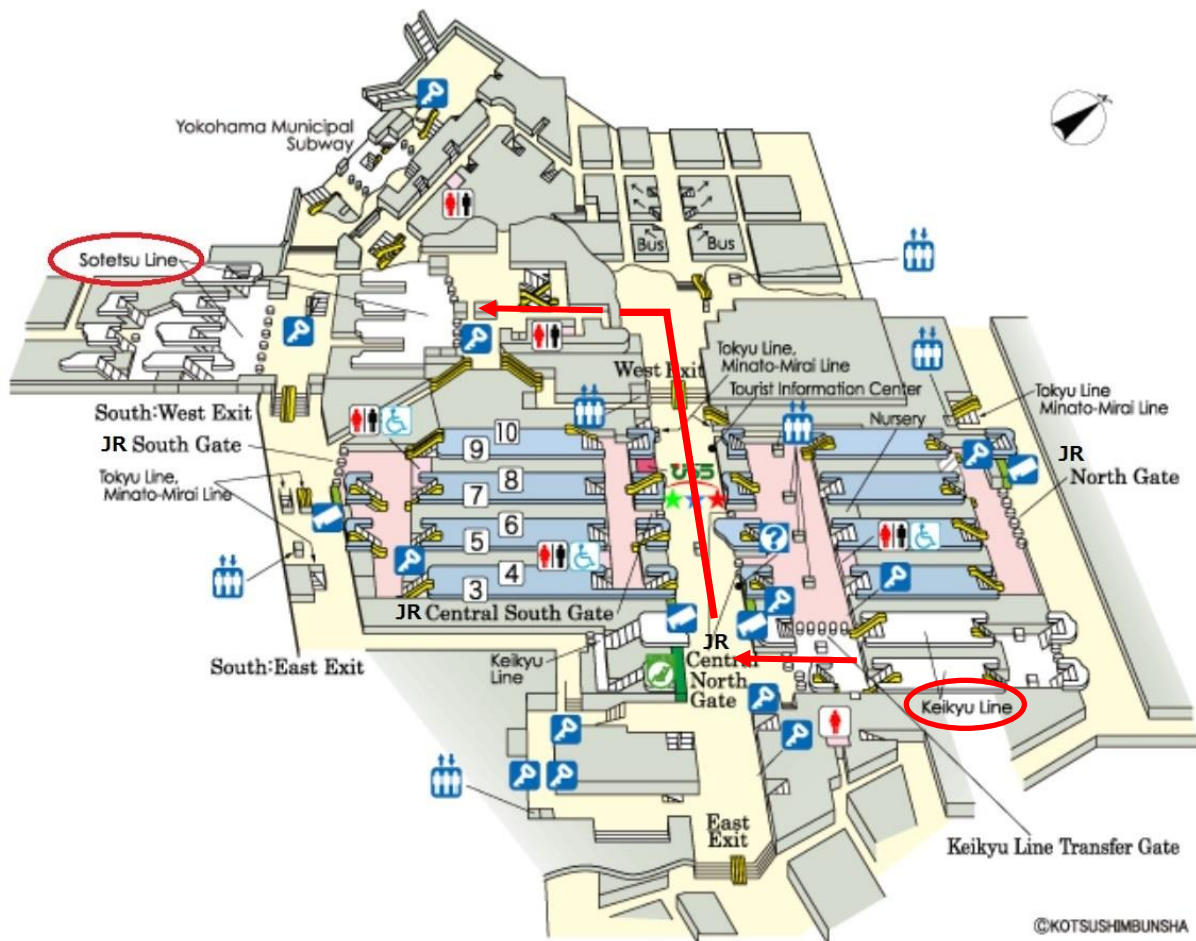 Yokohama Municipal
Subway
Bus
Bus
Sotetsu Line
Tokyu Line,
Minato-Mirai Line
West Exit
Tourist Information Center
Nursery
Tokyu Line
Minato-Mirai Line
South:West Exit
JR South Gate
Tokyu Line,
Minato-Mirai Line
10
9
8
7
6
5
4
3
JR
North Gate
?
JR Central South Gate
JR
Central
North
Gate
South:East Exit
Keikyu
Line
Keikyu Line
East
Exit
Keikyu Line Transfer Gate
©KOTSUSHIMBUNSHA